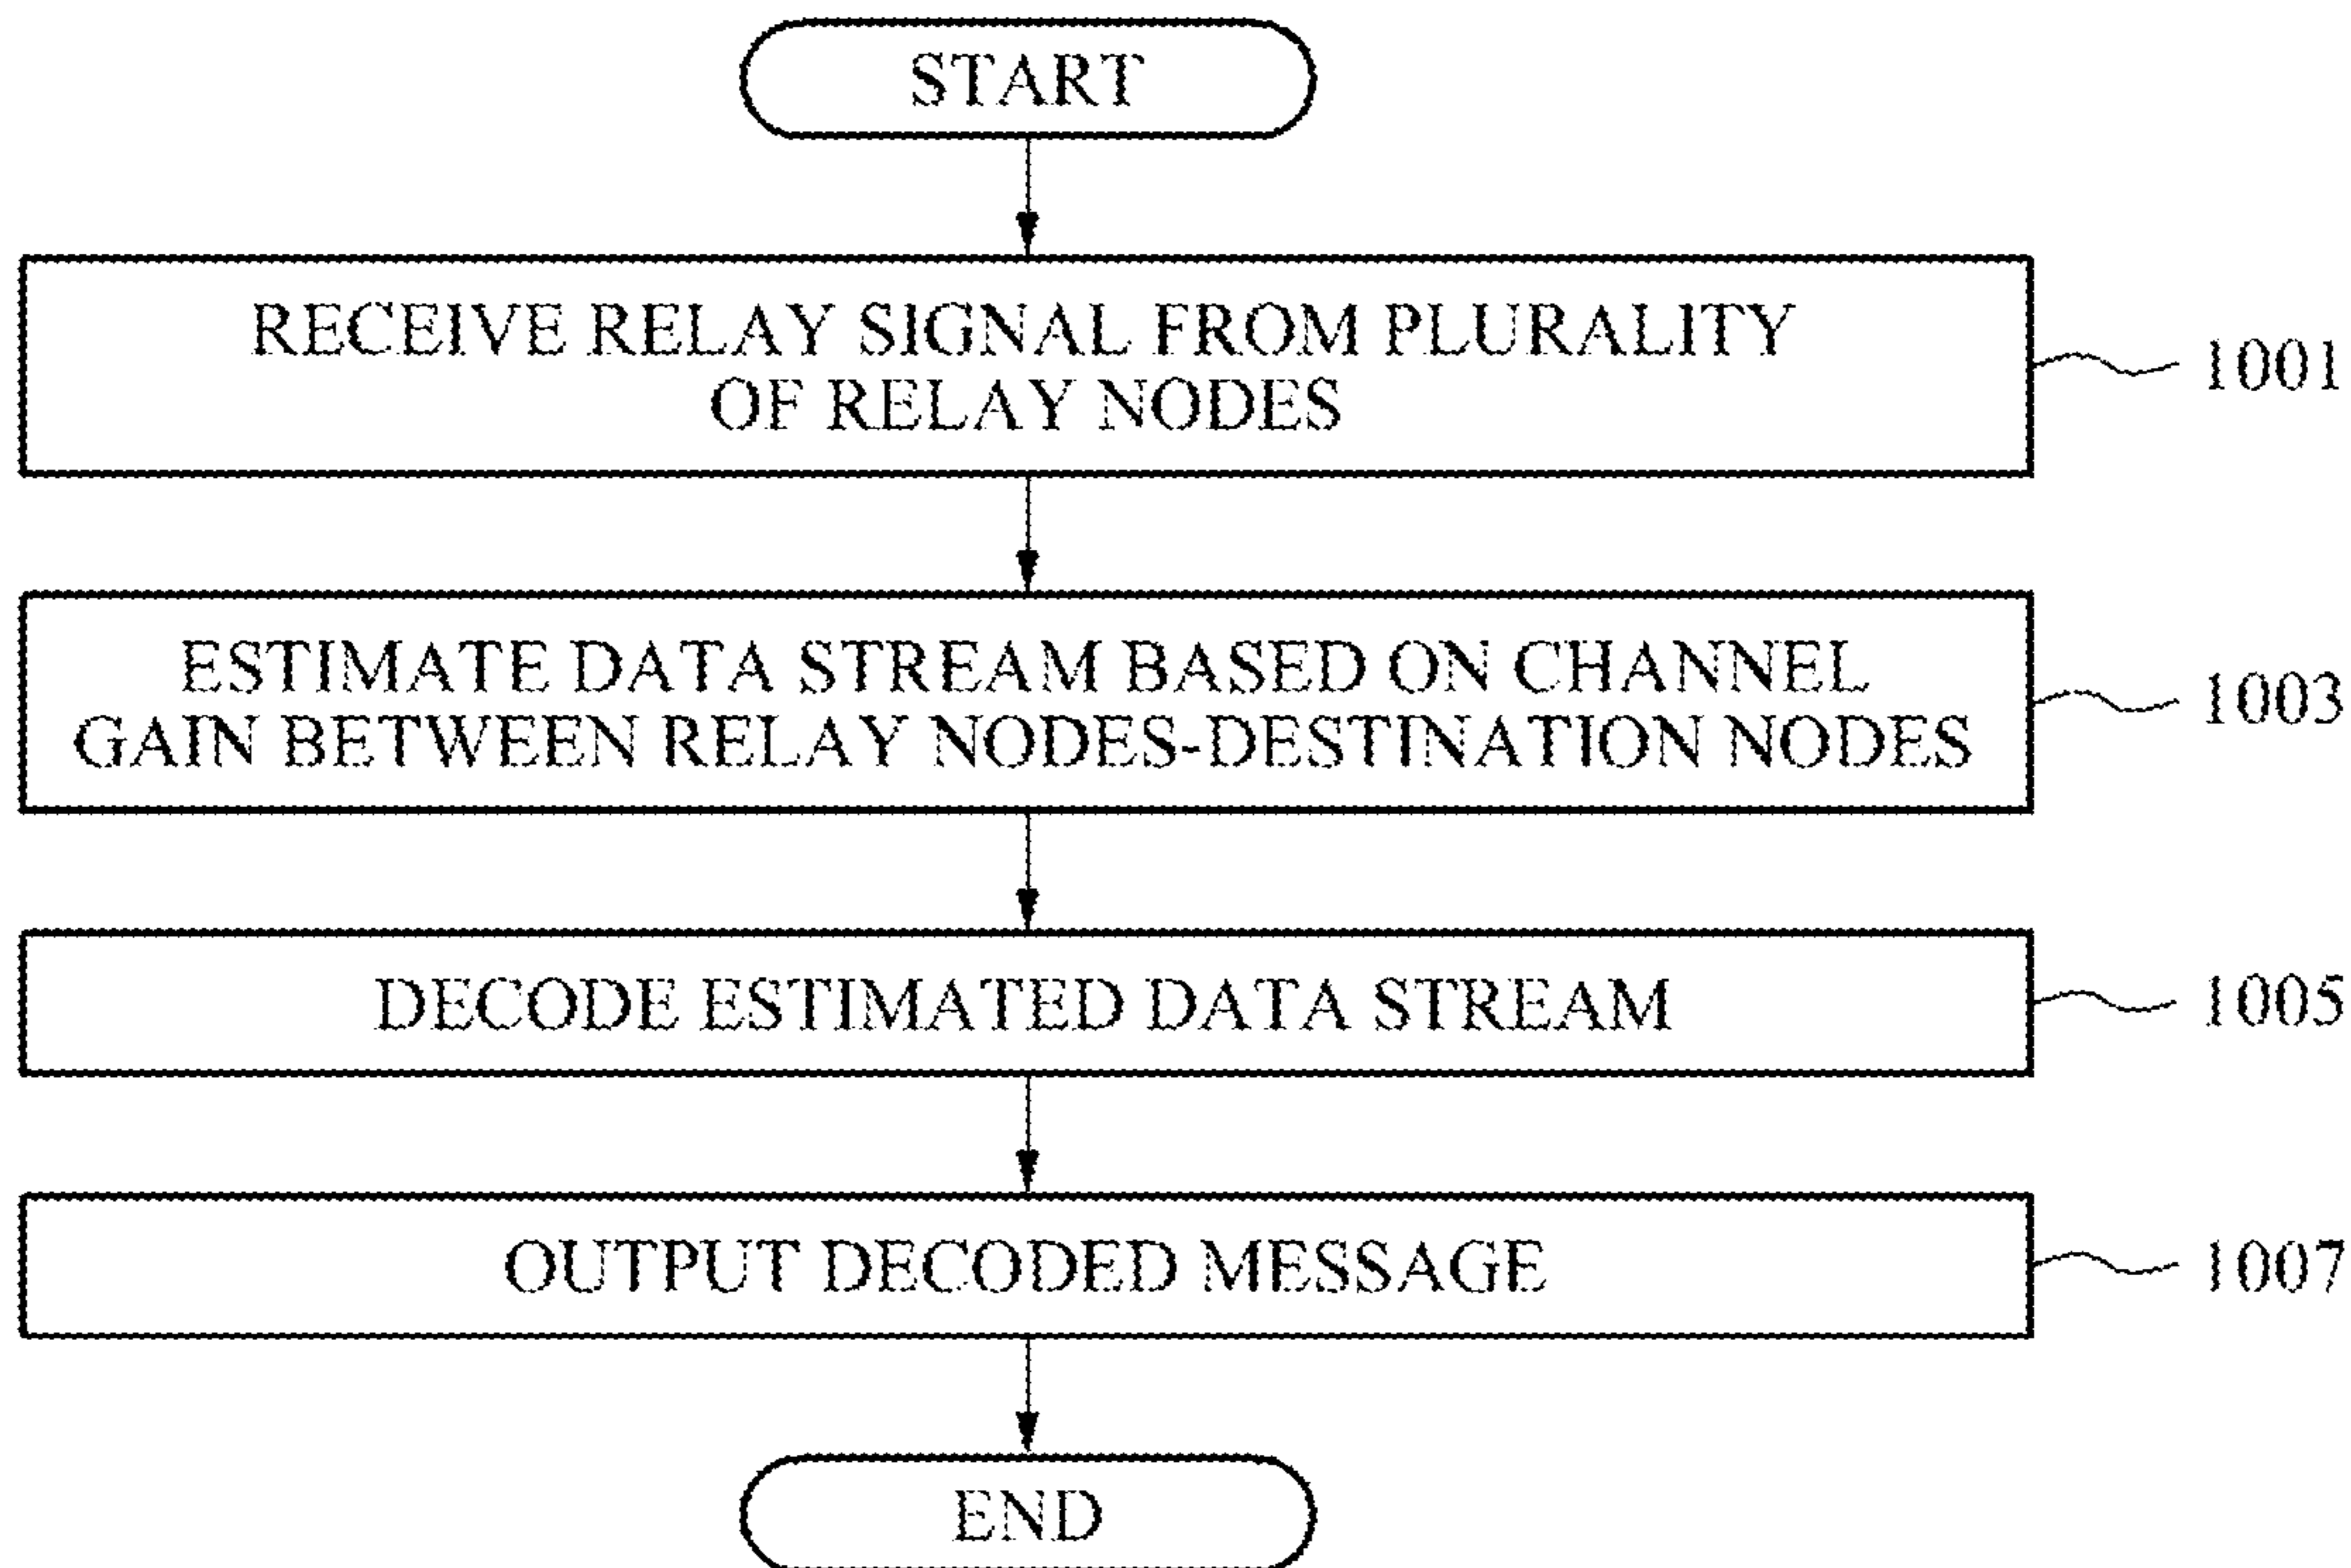 START
RECEIVE RELAY SIGNAL FROM PLURALITY
OF RELAY NODES
1001
ESTIMATE DATA STREAM BASED ON CHANNEL
GAIN BETWEEN RELAY NODES-DESTINATION NODES
1003
DECODE ESTIMATED DATA STREAM
1005
OUTPUT DECODED MESSAGE
1007
END